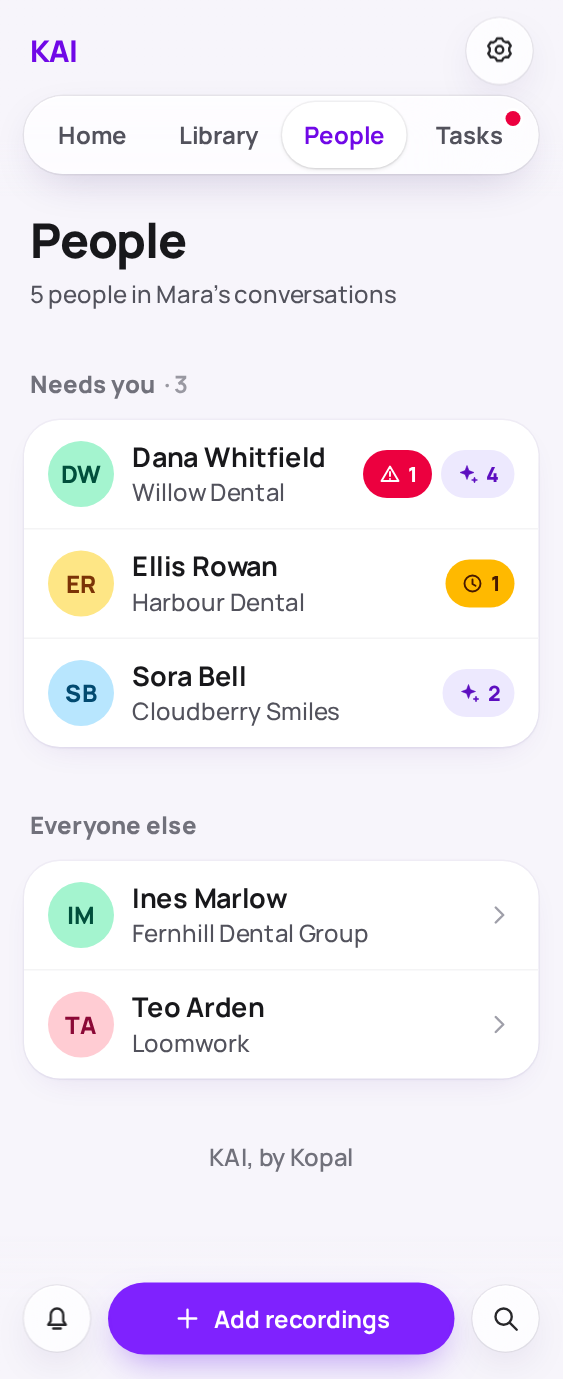 KAI
Home Library People Tasks
People
5 people in Mara’s conversations
Needs you · 3
DW Dana Whitfield 1 4
Willow Dental
ER Ellis Rowan 1
Harbour Dental
SB Sora Bell 2
Cloudberry Smiles
Everyone else
IM Ines Marlow
Fernhill Dental Group
TA Teo Arden
Loomwork
KAI, by Kopal
Add recordings